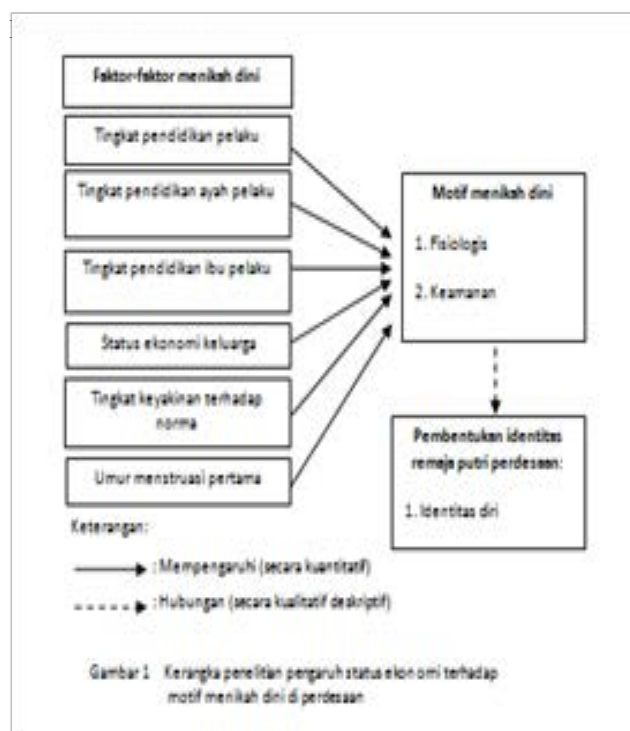 Faktor-faktor menikah dini
Tingkat pendidikan pelaku
Tingkat pendidikan ayah pelaku
Tingkat pendidikan ibu pelaku
Status ekonomi keluarga
Tingkat keyakinan terhadap
norma
Umur menstruasi pertama
Motif menikah dini
1. Fisiologis
2. Keamanan
Pembentukan identitas
remaja putri perdesaan:
1. Identitas diri
Keterangan:
: Mempengaruhi (secara kuantitatif)
: Hubungan (secara kualitatif deskriptif)
Gambar 1 Kerangka penelitian pengaruh status ekonomi terhadap
motif menikah dini di perdesaan